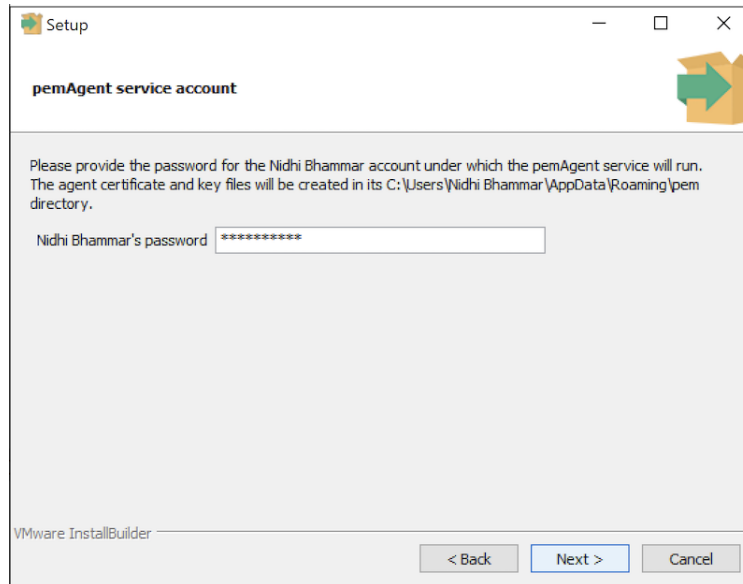 Setup
pemAgent service account
Please provide the password for the Nidhi Bhammar account under which the pemAgent service will run.
The agent certificate and key files will be created in its C:\Users\Nidhi Bhammar\AppData\Roaming\pem
directory.
Nidhi Bhammar's password **********
VMware InstallBuilder
< Back Next > Cancel